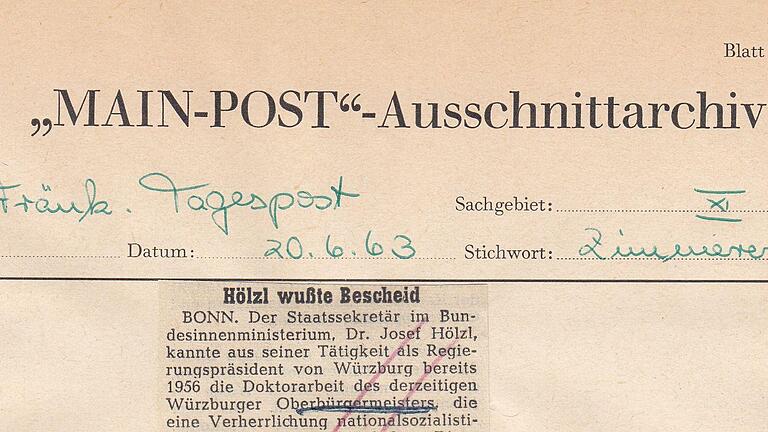 Blatt
„MAIN-POST“-Ausschnittarchiv
Fränk. Tagespost
Sachgebiet: XI
Datum: 20.6.63 Stichwort: Zimmerer
Hölzl wußte Bescheid
BONN. Der Staatssekretär im Bun-
desinnenministerium, Dr. Josef Hölzl,
kannte aus seiner Tätigkeit als Regie-
rungspräsident von Würzburg bereits
1956 die Doktorarbeit des derzeitigen
Würzburger Oberbürgermeisters, die
eine Verherrlichung nationalsozialisti-